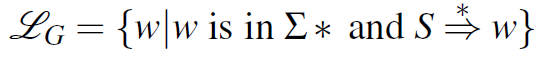 ℒG = {w|w is in Σ∗ and S ⇒* w}